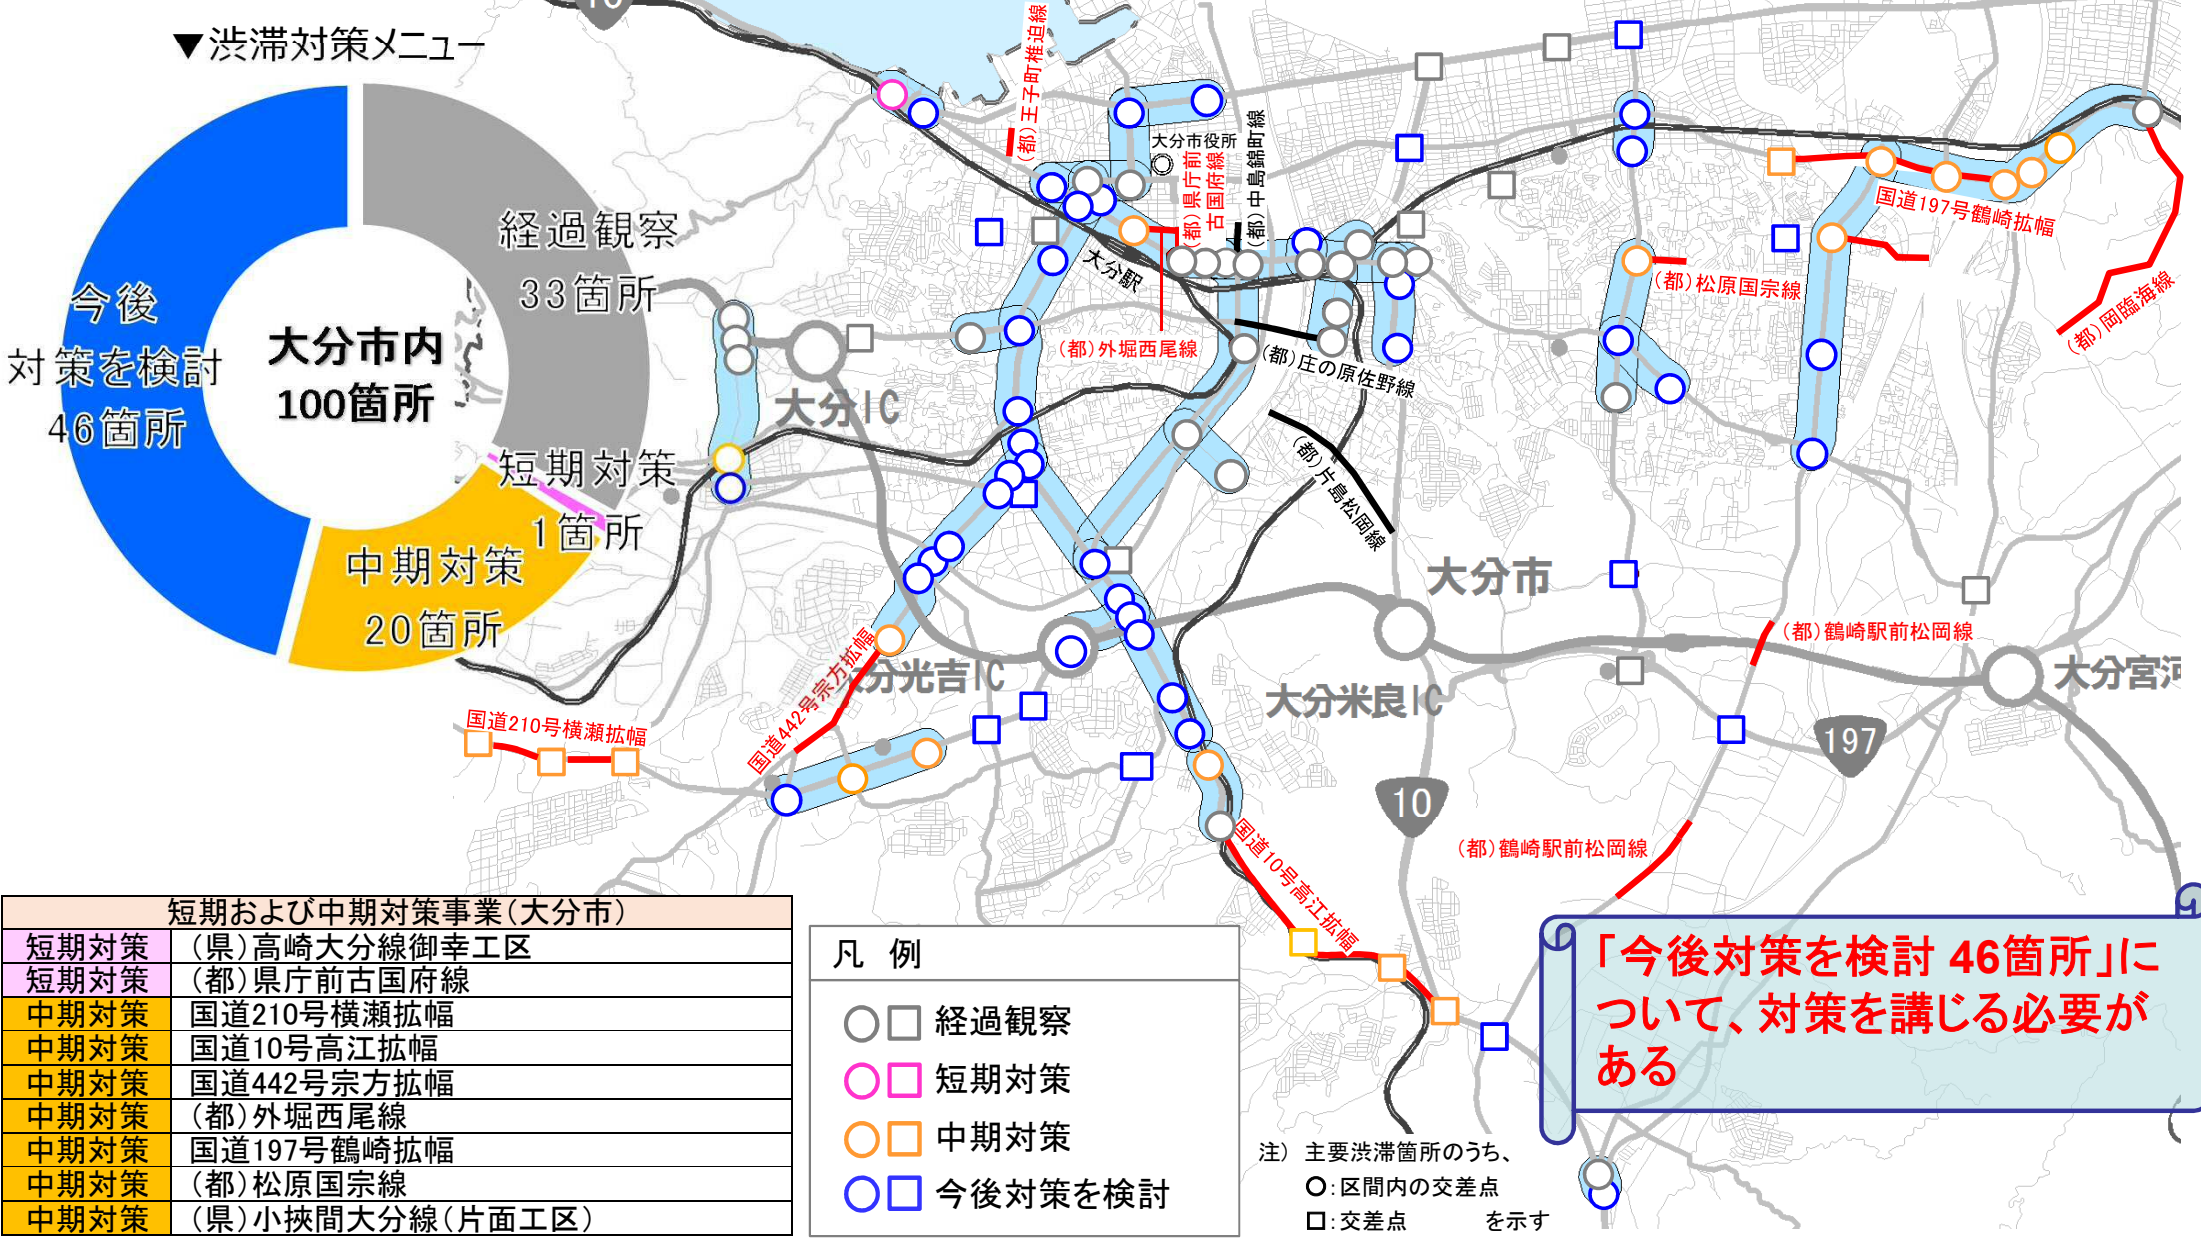 ▼渋滞対策メニュー
経過観察
33箇所
今後
対策を検討
46箇所
大分市内
100箇所
短期対策
1箇所
中期対策
20箇所
(都)王子町椎迫線
大分市役所
(都)県庁前
古国府線
(都)中島錦町線
大分駅
(都)外堀西尾線
(都)庄の原佐野線
(都)片島松岡線
国道197号鶴崎拡幅
(都)松原国宗線
(都)岡臨海線
大分IC
大分市
(都)鶴崎駅前松岡線
大分宮河
分光吉IC
大分米良IC
国道442号宗方拡幅
国道210号横瀬拡幅
197
10
(都)鶴崎駅前松岡線
国道10号高江拡幅
短期および中期対策事業(大分市)
短期対策 (県)高崎大分線御幸工区
短期対策 (都)県庁前古国府線
中期対策 国道210号横瀬拡幅
中期対策 国道10号高江拡幅
中期対策 国道442号宗方拡幅
中期対策 (都)外堀西尾線
中期対策 国道197号鶴崎拡幅
中期対策 (都)松原国宗線
中期対策 (県)小挾間大分線(片面工区)
凡 例
○□ 経過観察
○□ 短期対策
○□ 中期対策
○□ 今後対策を検討
注) 主要渋滞箇所のうち、
○:区間内の交差点
□:交差点 を示す
「今後対策を検討 46箇所」に
ついて、対策を講じる必要が
ある